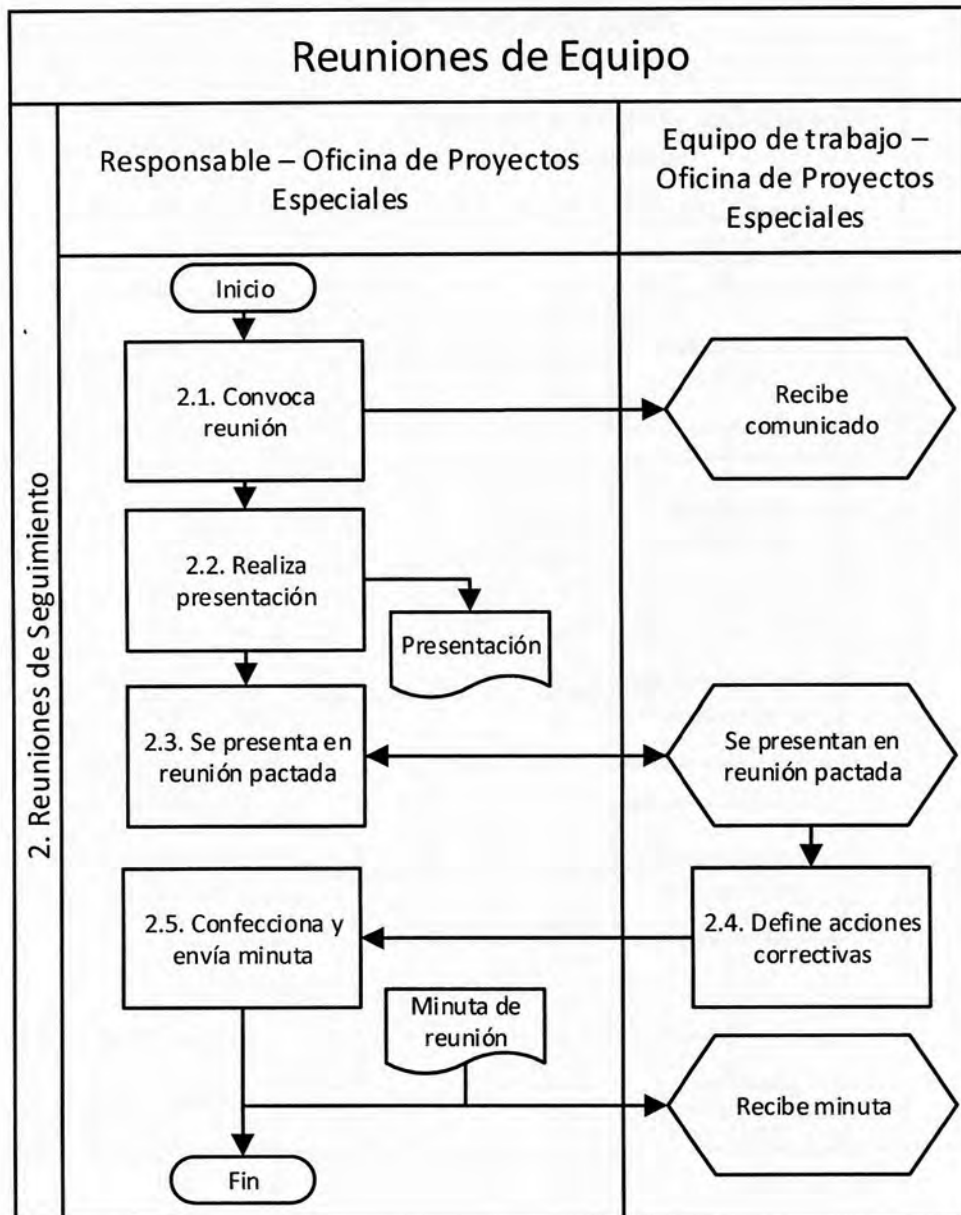 Reuniones de Equipo
Responsable – Oficina de Proyectos
Especiales
Equipo de trabajo –
Oficina de Proyectos
Especiales
2. Reuniones de Seguimiento
Inicio
2.1. Convoca
reunión
Recibe
comunicado
2.2. Realiza
presentación
Presentación
2.3. Se presenta en
reunión pactada
Se presentan en
reunión pactada
2.4. Define acciones
correctivas
2.5. Confecciona y
envía minuta
Minuta de
reunión
Recibe minuta
Fin